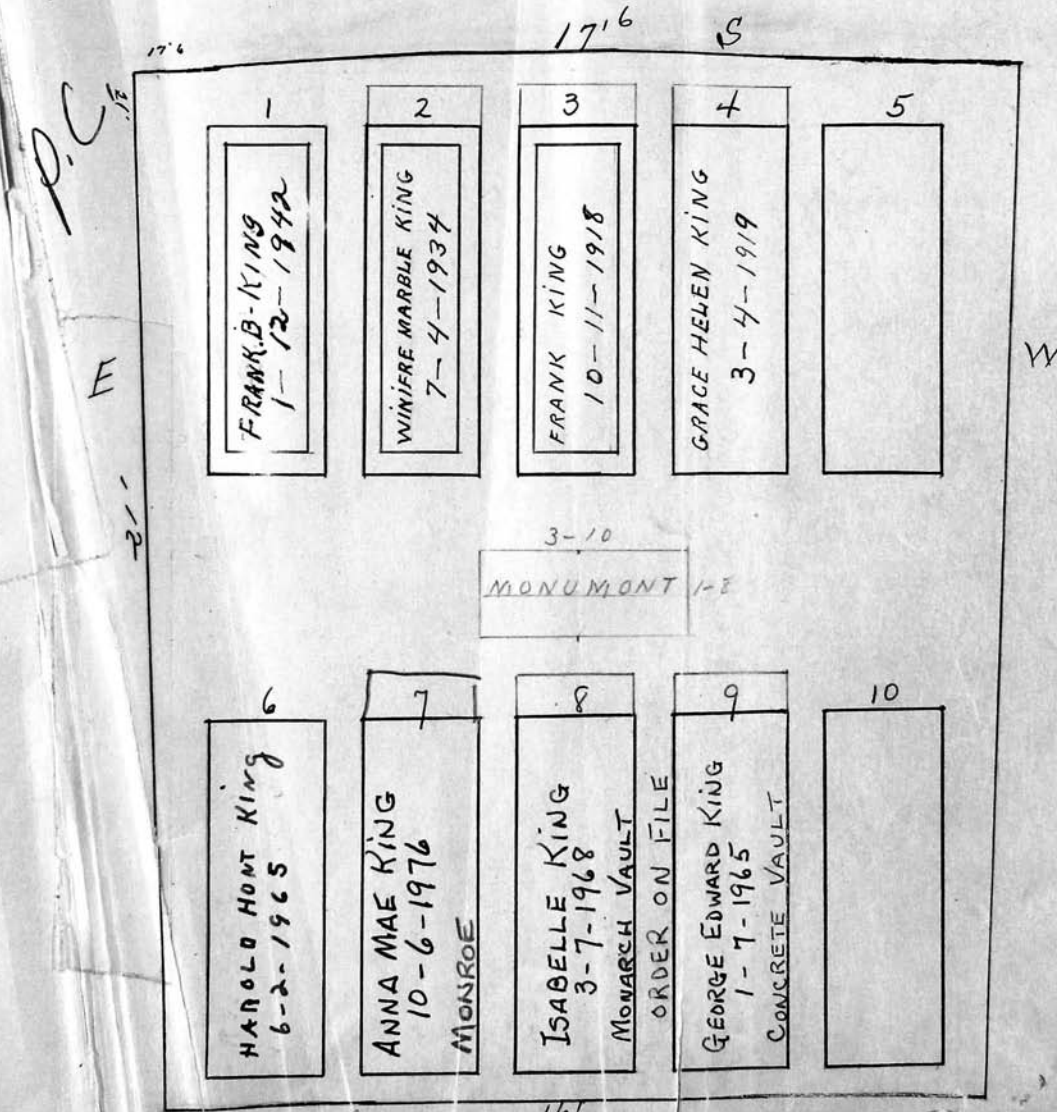 17'6 S
17'6
P.C
1
2
3
4
5
FRANK.B-KING
1-12-1942
WINIFRE MARBLE KING
7-4-1934
FRANK KING
10-11-1918
GRACE HELEN KING
3-4-1919
E
W
3-10
MONUMONT
6
7
8
9
10
HAROLD HONT KING
6-2-1965
ANNA MAE KING
10-6-1976
MONROE
ISABELLE KING
3-7-1968
MONARCH VAULT
ORDER ON FILE
GEORGE EDWARD KING
1-7-1965
CONCRETE VAULT